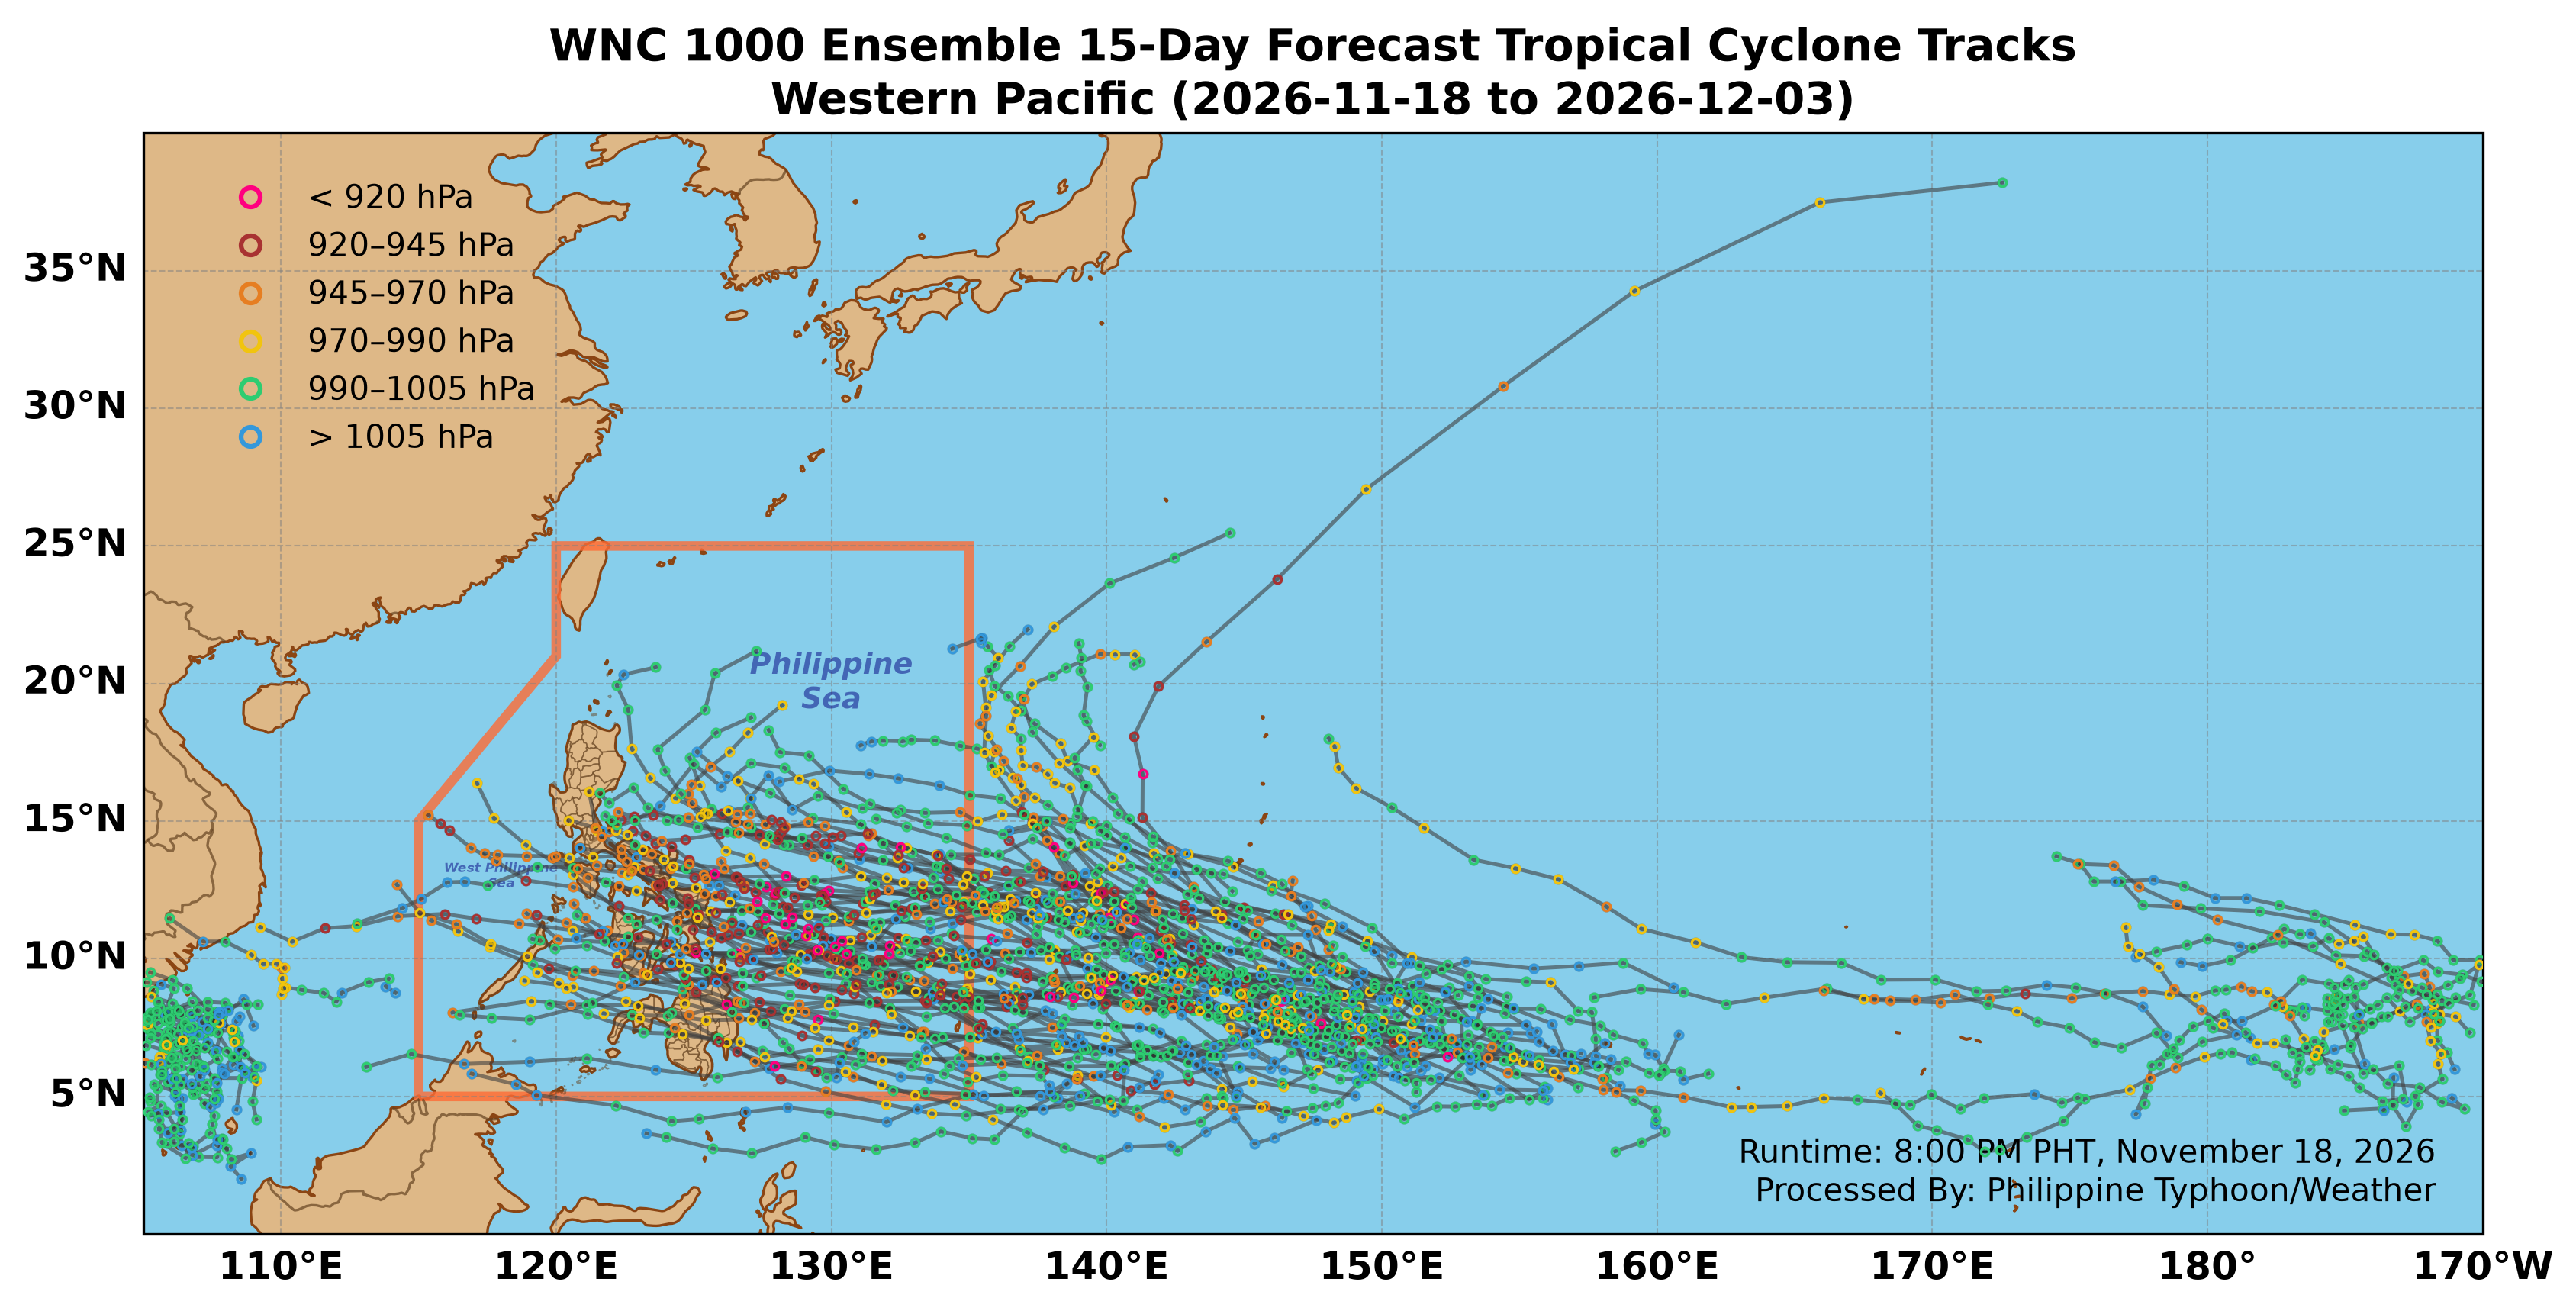 WNC 1000 Ensemble 15-Day Forecast Tropical Cyclone Tracks
Western Pacific (2026-11-18 to 2026-12-03)
< 920 hPa
920–945 hPa
945–970 hPa
970–990 hPa
990–1005 hPa
> 1005 hPa
35°N
30°N
25°N
20°N
15°N
10°N
5°N
Philippine
Sea
West Philippine
Sea
Runtime: 8:00 PM PHT, November 18, 2026
Processed By: Philippine Typhoon/Weather
110°E 120°E 130°E 140°E 150°E 160°E 170°E 180° 170°W